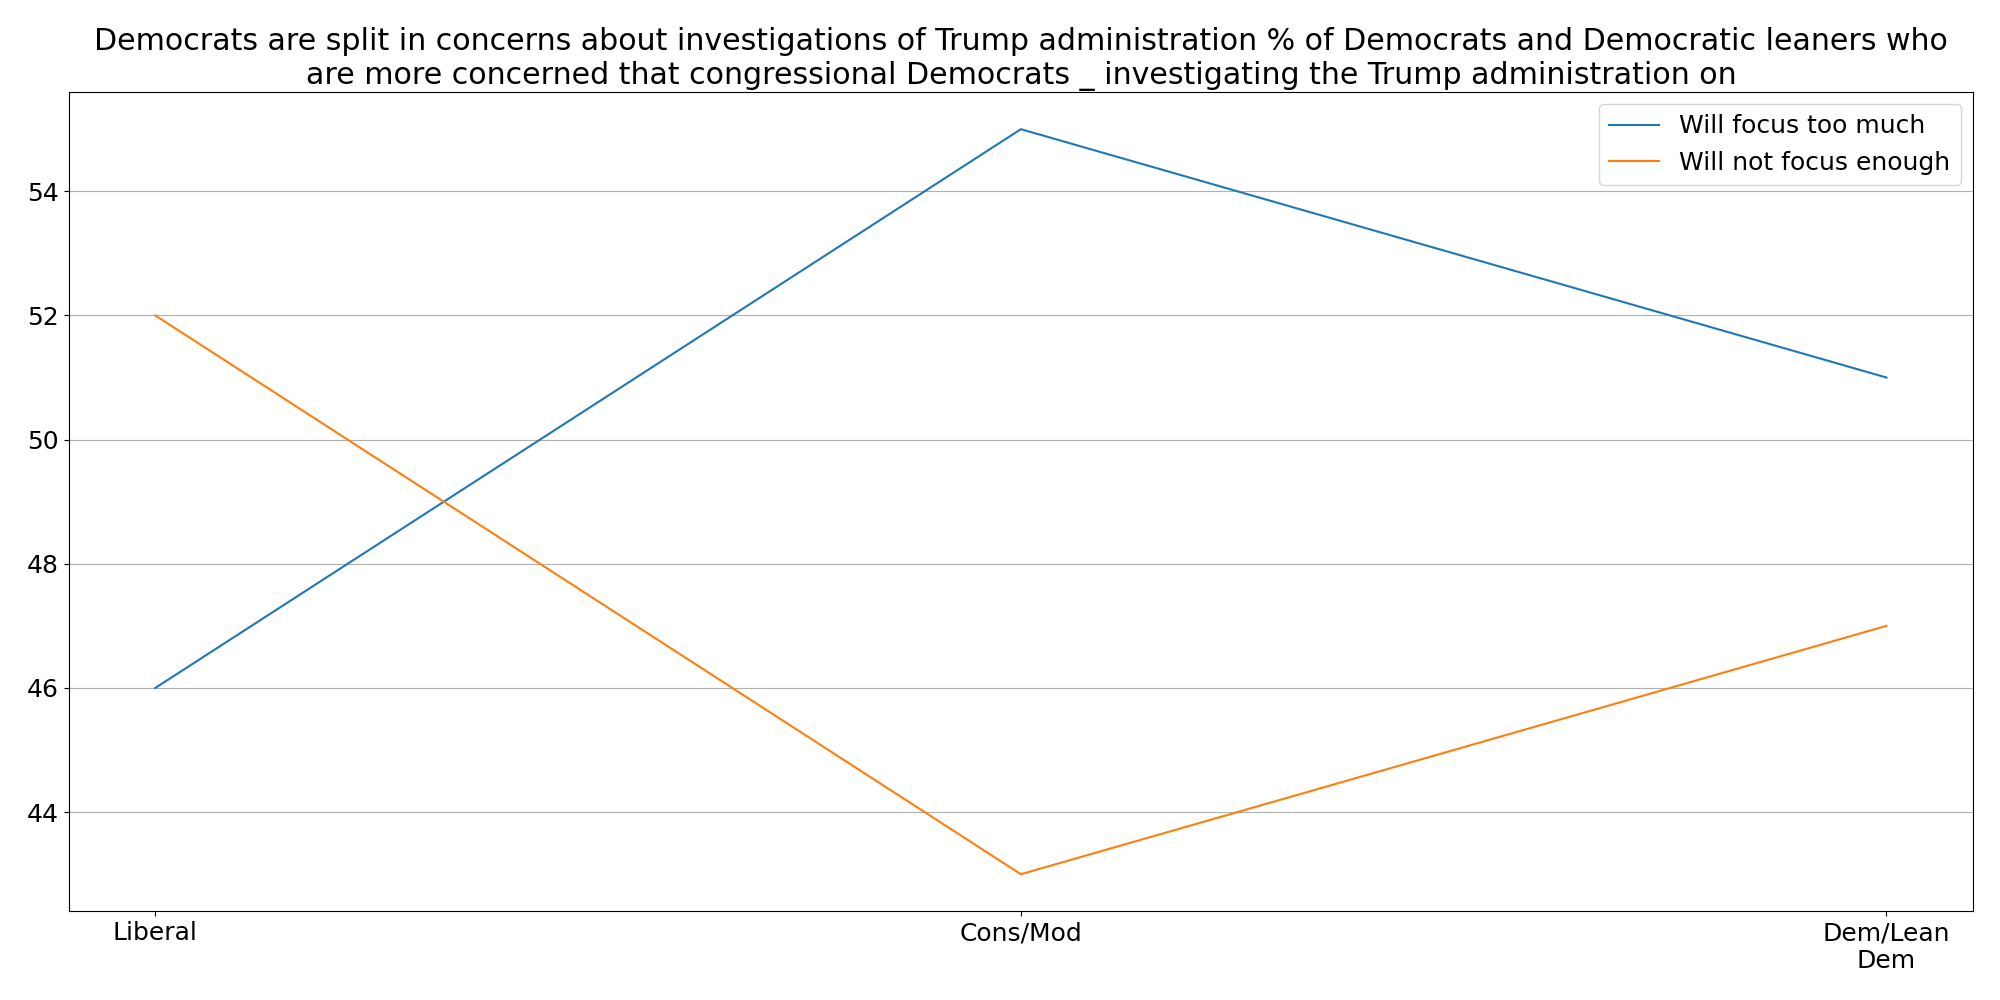 Democrats are split in concerns about investigations of Trump administration % of Democrats and Democratic leaners who
are more concerned that congressional Democrats _ investigating the Trump administration on
Will focus too much
Will not focus enough
54
52
50
48
46
44
Liberal
Cons/Mod
Dem/Lean
Dem